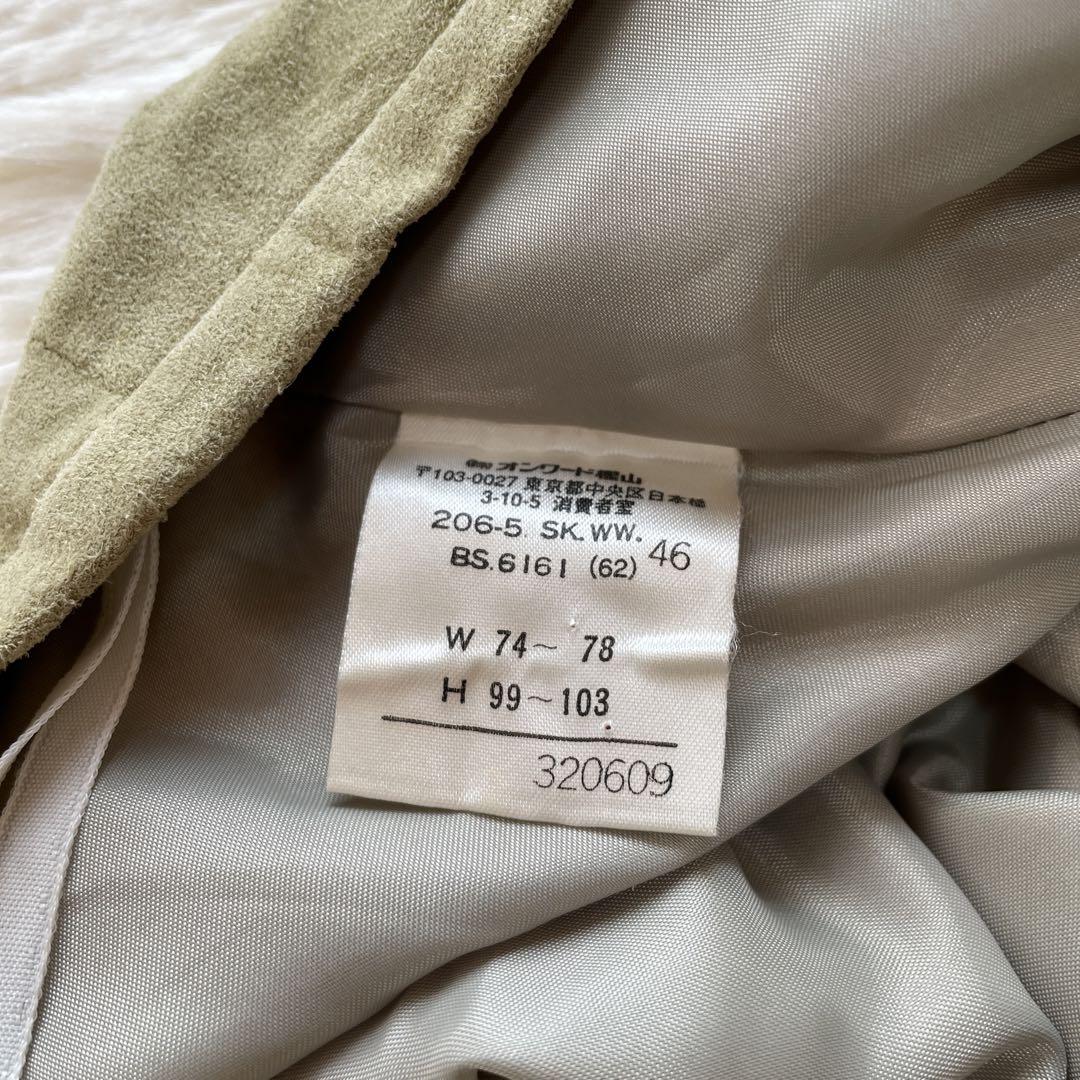 ㈱オンワード樫山
〒103-0027 東京都中央区日本橋
3-10-5 消費者室
206-5 SK.WW.
BS.6161 (62) 46
W 74~ 78
H 99~103
320609